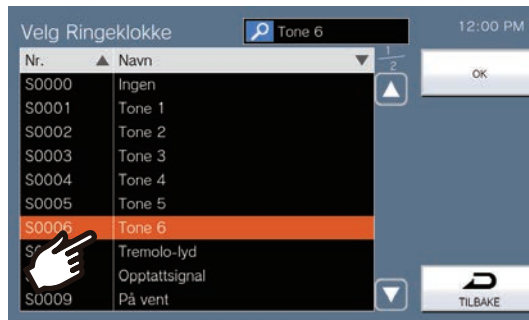 Velg Ringeklokke Tone 6 12:00 PM
Nr. ▲ Navn ▼ 1/2
OK
S0000 Ingen
S0001 Tone 1
S0002 Tone 2
S0003 Tone 3
S0004 Tone 4
S0005 Tone 5
S0006 Tone 6
Tremolo-lyd
Opptattsignal
S0009 På vent
TILBAKE